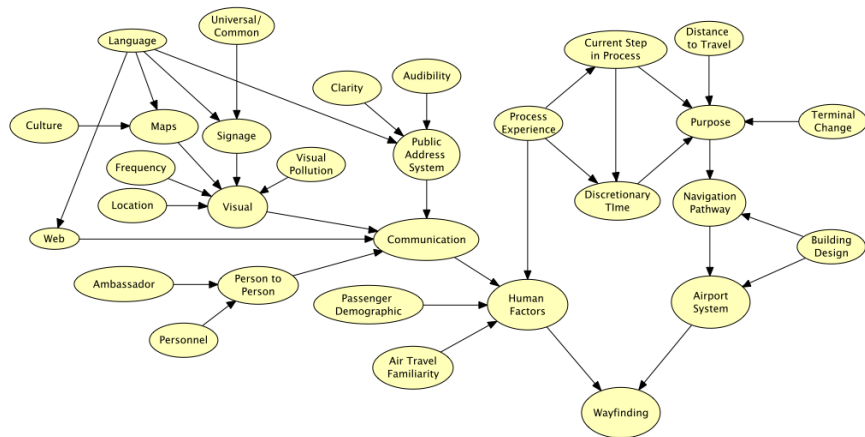 Universal/
Common
Language
Current Step
in Process
Distance
to Travel
Clarity
Audibility
Culture
Maps
Signage
Process
Experience
Purpose
Terminal
Change
Public
Address
System
Frequency
Visual
Pollution
Location
Visual
Discretionary
TIme
Navigation
Pathway
Web
Communication
Building
Design
Ambassador
Person to
Person
Passenger
Demographic
Human
Factors
Airport
System
Personnel
Air Travel
Familiarity
Wayfinding